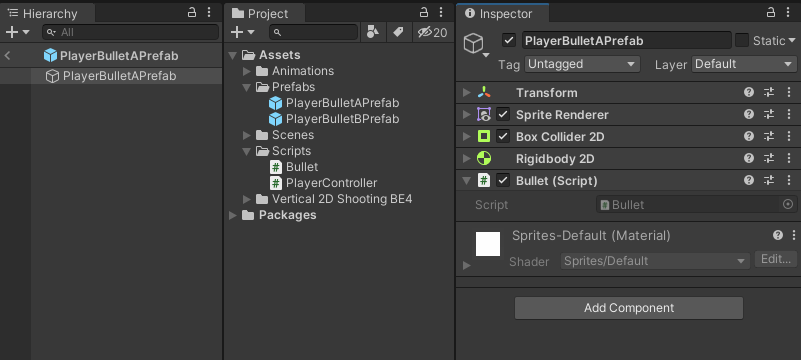 Hierarchy
All
PlayerBulletAPrefab
PlayerBulletAPrefab
Project
20
Assets
Animations
Prefabs
PlayerBulletAPrefab
PlayerBulletBPrefab
Scenes
Scripts
Bullet
PlayerController
Vertical 2D Shooting BE4
Packages
Inspector
PlayerBulletAPrefab Static
Tag Untagged Layer Default
Transform
Sprite Renderer
Box Collider 2D
Rigidbody 2D
Bullet (Script)
Script Bullet
Sprites-Default (Material)
Shader Sprites/Default Edit...
Add Component